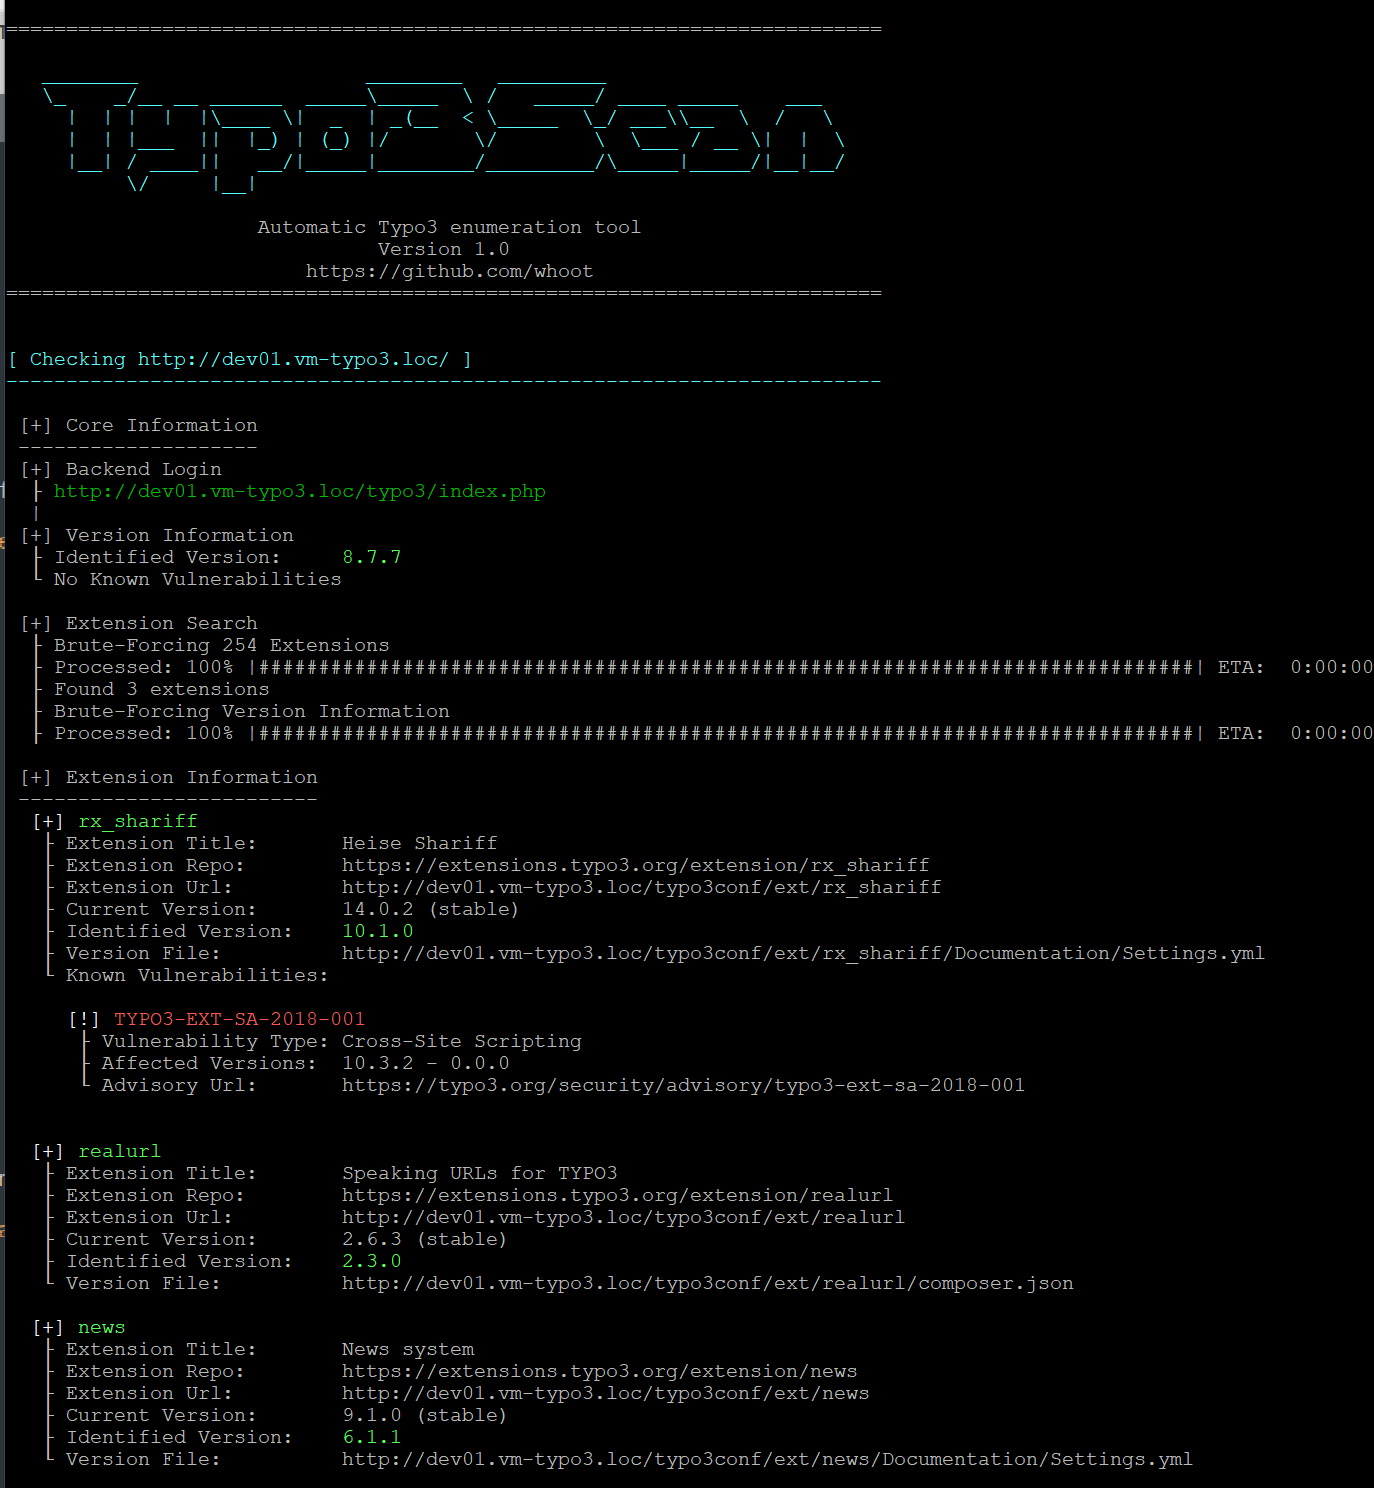 =========================================================================
Typo3Scan
Automatic Typo3 enumeration tool
Version 1.0
https://github.com/whoot
=========================================================================
[ Checking http://dev01.vm-typo3.loc/ ]
-------------------------------------------------------------------------
[+] Core Information
--------------------
[+] Backend Login
├ http://dev01.vm-typo3.loc/typo3/index.php
|
[+] Version Information
├ Identified Version: 8.7.7
└ No Known Vulnerabilities
[+] Extension Search
├ Brute-Forcing 254 Extensions
├ Processed: 100% |##############################################################################| ETA: 0:00:00
├ Found 3 extensions
├ Brute-Forcing Version Information
├ Processed: 100% |##############################################################################| ETA: 0:00:00
[+] Extension Information
-------------------------
[+] rx_shariff
├ Extension Title: Heise Shariff
├ Extension Repo: https://extensions.typo3.org/extension/rx_shariff
├ Extension Url: http://dev01.vm-typo3.loc/typo3conf/ext/rx_shariff
├ Current Version: 14.0.2 (stable)
├ Identified Version: 10.1.0
├ Version File: http://dev01.vm-typo3.loc/typo3conf/ext/rx_shariff/Documentation/Settings.yml
└ Known Vulnerabilities:
[!] TYPO3-EXT-SA-2018-001
├ Vulnerability Type: Cross-Site Scripting
├ Affected Versions: 10.3.2 - 0.0.0
└ Advisory Url: https://typo3.org/security/advisory/typo3-ext-sa-2018-001
[+] realurl
├ Extension Title: Speaking URLs for TYPO3
├ Extension Repo: https://extensions.typo3.org/extension/realurl
├ Extension Url: http://dev01.vm-typo3.loc/typo3conf/ext/realurl
├ Current Version: 2.6.3 (stable)
├ Identified Version: 2.3.0
└ Version File: http://dev01.vm-typo3.loc/typo3conf/ext/realurl/composer.json
[+] news
├ Extension Title: News system
├ Extension Repo: https://extensions.typo3.org/extension/news
├ Extension Url: http://dev01.vm-typo3.loc/typo3conf/ext/news
├ Current Version: 9.1.0 (stable)
├ Identified Version: 6.1.1
└ Version File: http://dev01.vm-typo3.loc/typo3conf/ext/news/Documentation/Settings.yml